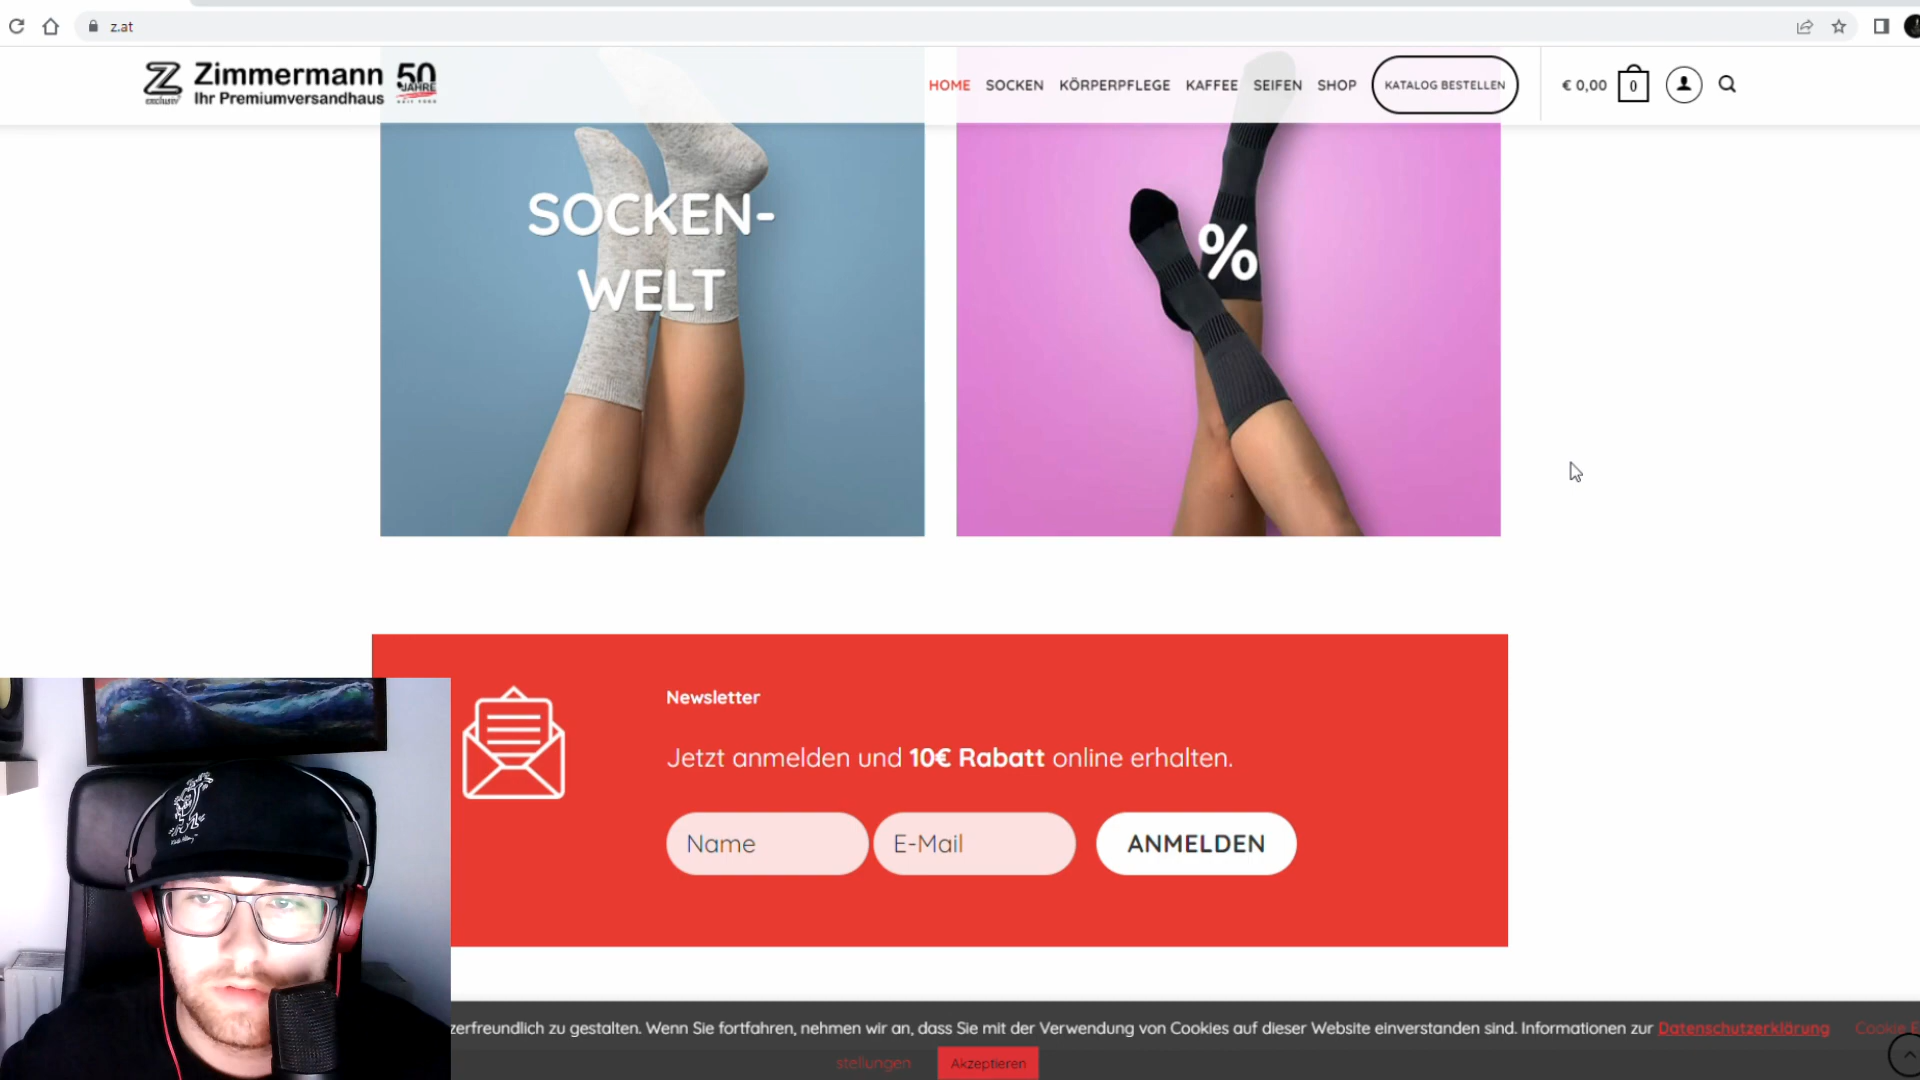 z.at
Zimmermann 50
JAHRE
exclusiv
Ihr Premiumversandhaus
HOME SOCKEN KÖRPERPFLEGE KAFFEE SEIFEN SHOP KATALOG BESTELLEN € 0,00 0
SOCKEN-
WELT
%
Newsletter
Jetzt anmelden und 10€ Rabatt online erhalten.
Name E-Mail ANMELDEN
zerfreundlich zu gestalten. Wenn Sie fortfahren, nehmen wir an, dass Sie mit der Verwendung von Cookies auf dieser Website einverstanden sind. Informationen zur Datenschutzerklärung Cookie E
stellungen Akzeptieren